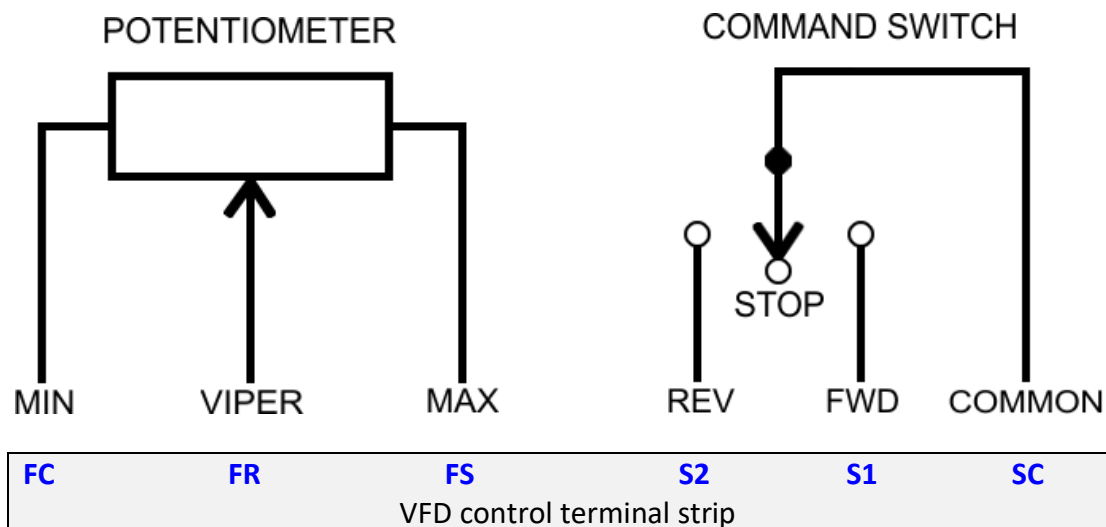 POTENTIOMETER
COMMAND SWITCH
STOP
MIN VIPER MAX REV FWD COMMON
FC FR FS S2 S1 SC
VFD control terminal strip